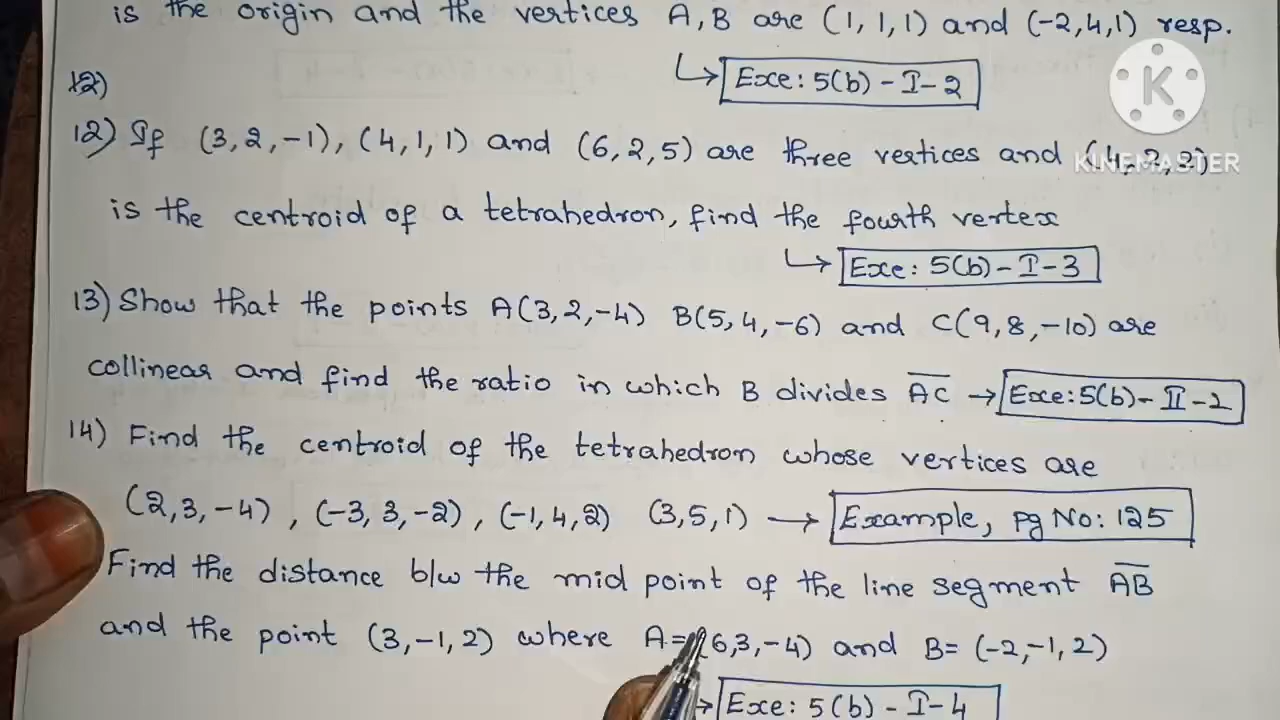 is the origin and the vertices A, B are (1, 1, 1) and (-2, 4, 1) resp.
↳ Exe: 5(b) - I - 2
12)
12) If (3, 2, -1), (4, 1, 1) and (6, 2, 5) are three vertices and (4, 2, 2)
K
KINEMASTER
is the centroid of a tetrahedron, find the fourth vertex
↳ Exe: 5(b) - I - 3
13) Show that the points A(3, 2, -4) B(5, 4, -6) and C(9, 8, -10) are
collinear and find the ratio in which B divides A̅C̅ → Exe: 5(b) - II - 2
14) Find the centroid of the tetrahedron whose vertices are
(2, 3, -4), (-3, 3, -2), (-1, 4, 2) (3, 5, 1) → Example, pg No: 125
Find the distance b/w the mid point of the line segment A̅B̅
and the point (3, -1, 2) where A = (6, 3, -4) and B = (-2, -1, 2)
→ Exe: 5(b) - I - 4